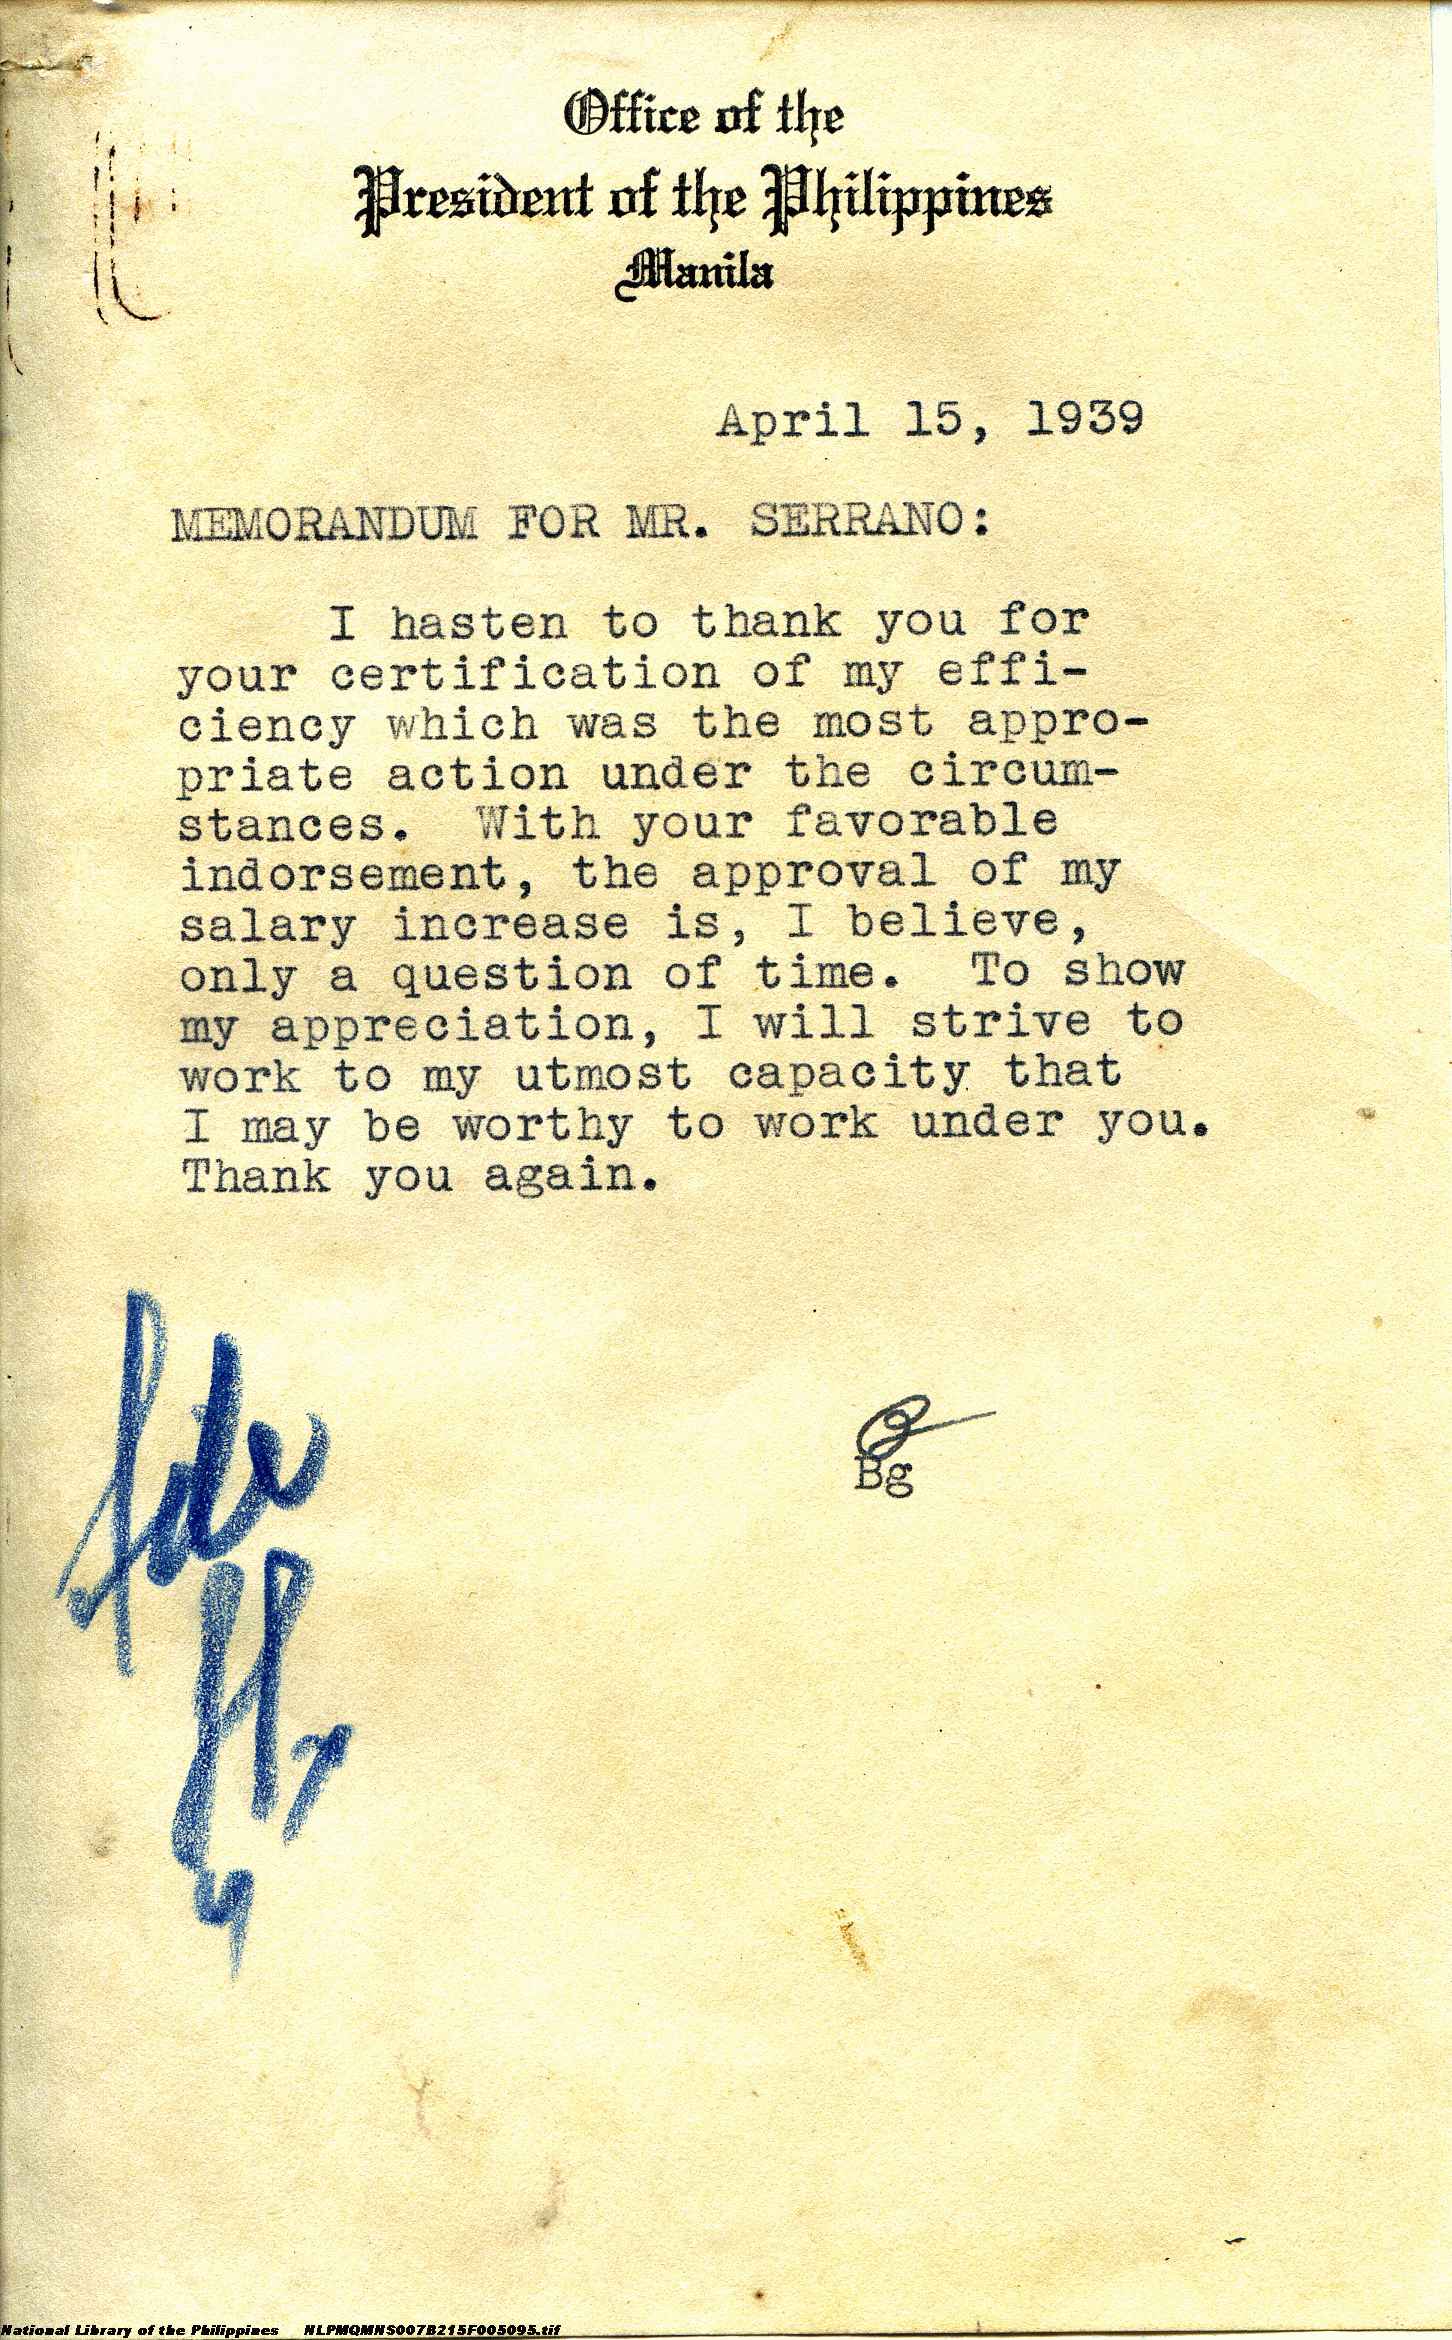 Office of the
President of the Philippines
Manila
April 15, 1939
MEMORANDUM FOR MR. SERRANO:
I hasten to thank you for
your certification of my effi-
ciency which was the most appro-
priate action under the circum-
stances. With your favorable
indorsement, the approval of my
salary increase is, I believe,
only a question of time. To show
my appreciation, I will strive to
work to my utmost capacity that
I may be worthy to work under you.
Thank you again.
Bg
file
National Library of the Philippines NLPMQMNS007B215F005095.tif